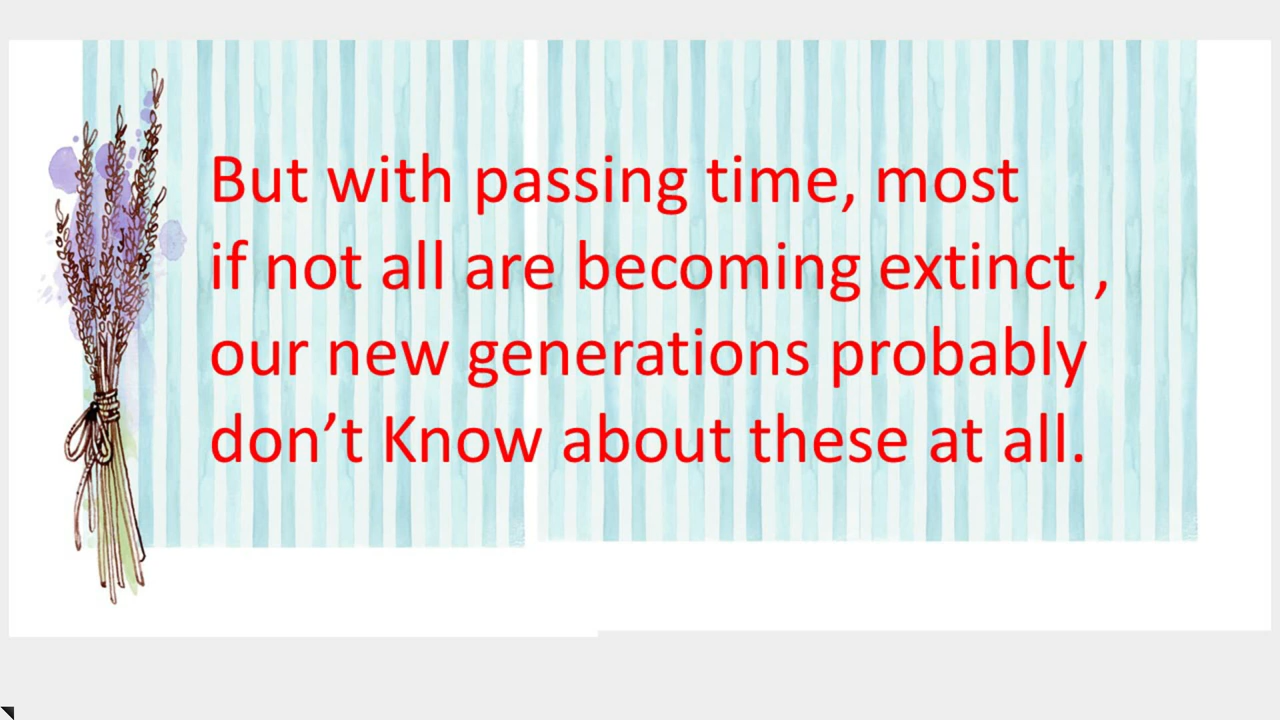 But with passing time, most
if not all are becoming extinct ,
our new generations probably
don’t Know about these at all.